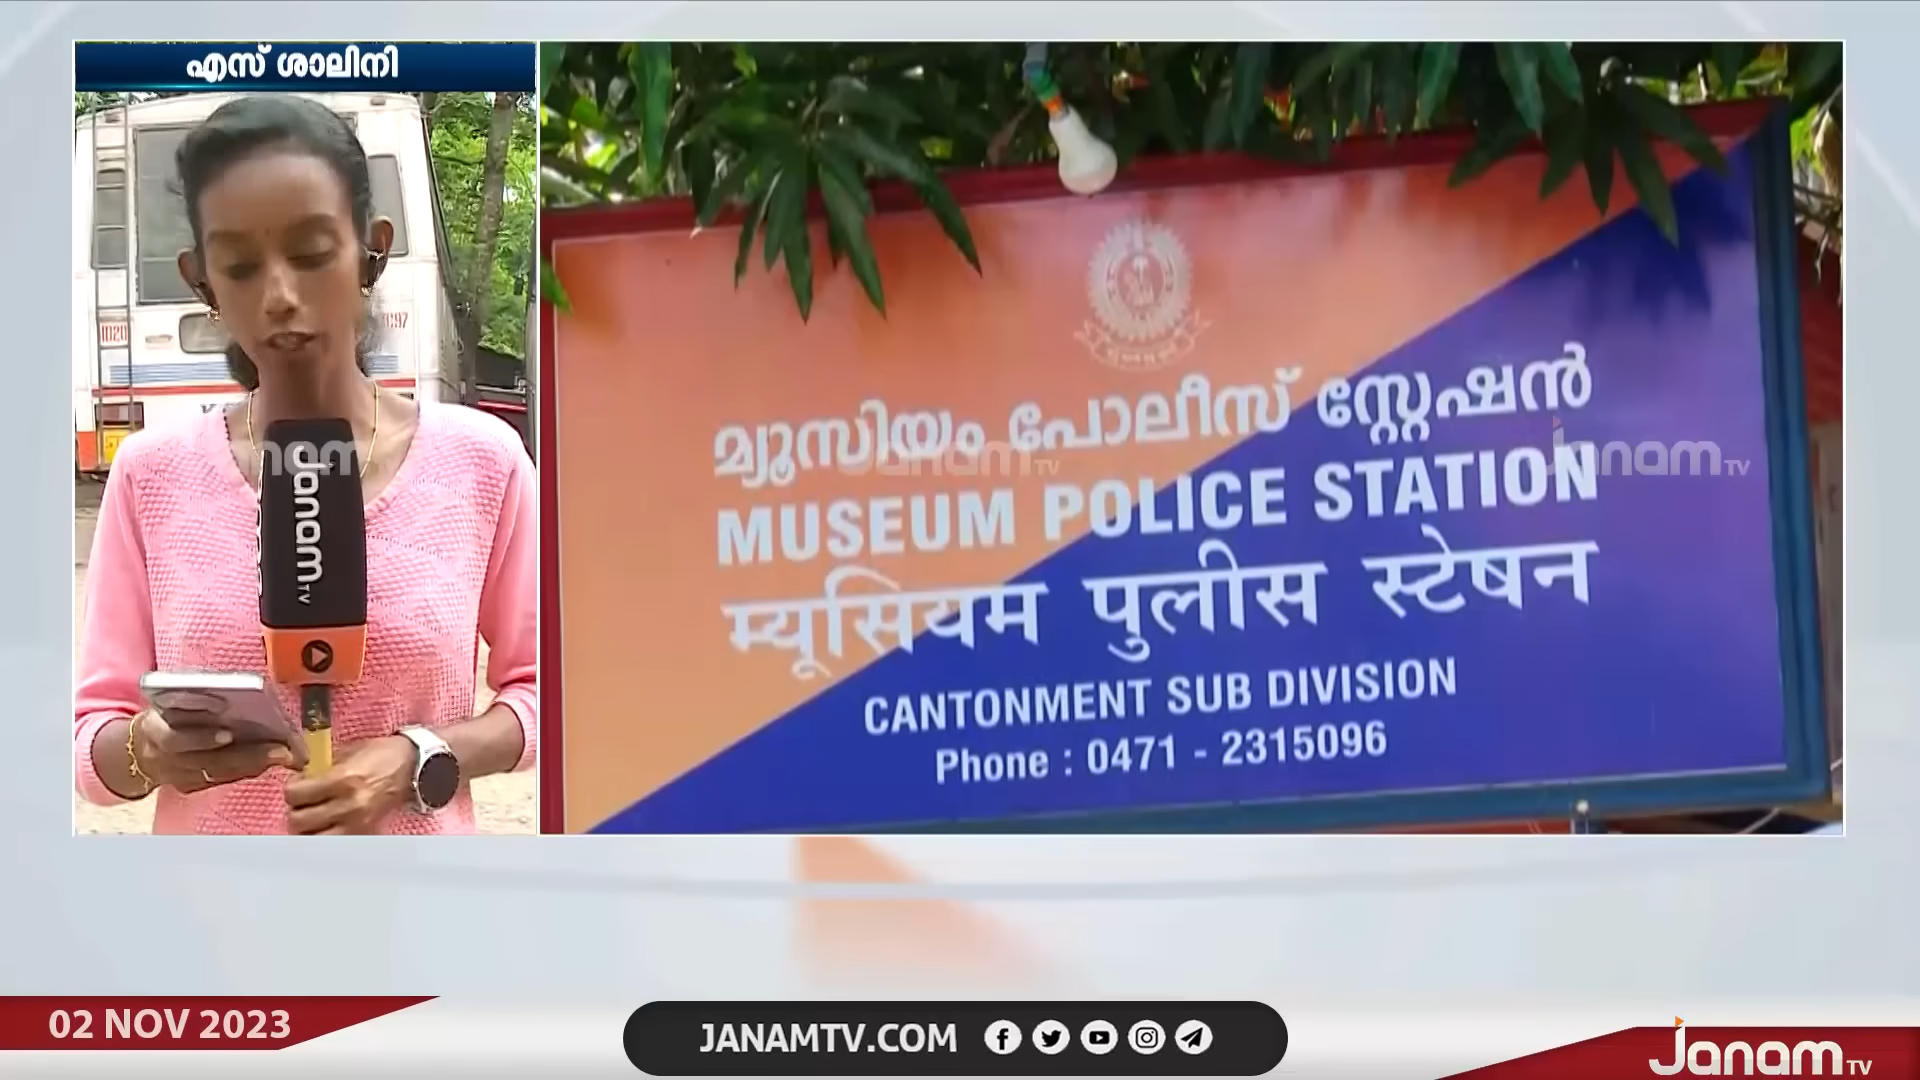 എസ് ശാലിനി
1020
Janam TV
മ്യൂസിയം പോലീസ് സ്റ്റേഷൻ
MUSEUM POLICE STATION
म्यूसियम पुलीस स्टेषन
CANTONMENT SUB DIVISION
Phone : 0471 - 2315096
Janam TV
Janam TV
02 NOV 2023
JANAMTV.COM
Janam TV